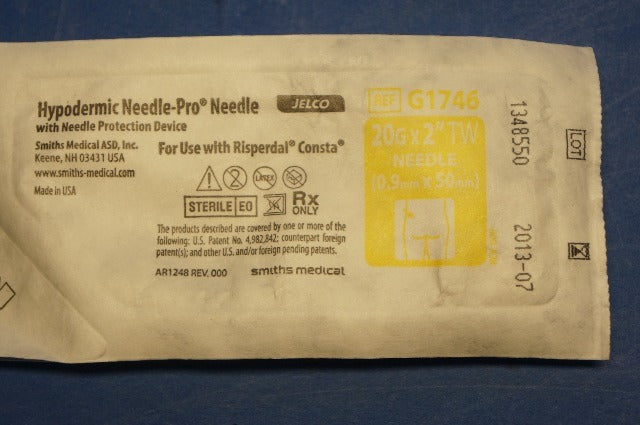 Hypodermic Needle-Pro® Needle
JELCO
with Needle Protection Device
Smiths Medical ASD, Inc.
Keene, NH 03431 USA
www.smiths-medical.com
Made in USA
For Use with Risperdal® Consta®
LATEX
STERILE EO
Rx
ONLY
The products described are covered by one or more of the
following: U.S. Patent No. 4,982,842; counterpart foreign
patent(s); and other U.S. and/or foreign pending patents.
AR1248 REV. 000
smiths medical
REF G1746
20G x 2" TW
NEEDLE
(0.9mm x 50mm)
1348550
LOT
2013-07